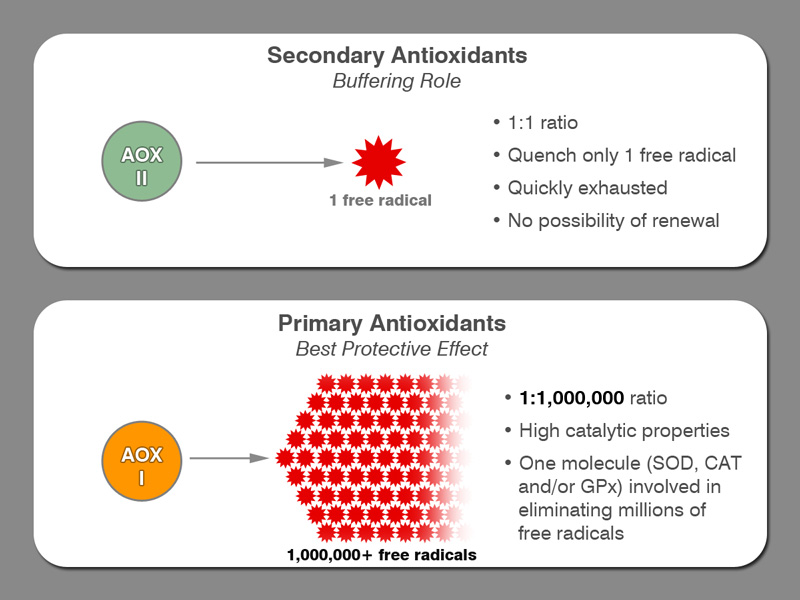 Secondary Antioxidants
Buffering Role
AOX
II
1 free radical
• 1:1 ratio
• Quench only 1 free radical
• Quickly exhausted
• No possibility of renewal
Primary Antioxidants
Best Protective Effect
AOX
I
1,000,000+ free radicals
• 1:1,000,000 ratio
• High catalytic properties
• One molecule (SOD, CAT
and/or GPx) involved in
eliminating millions of
free radicals